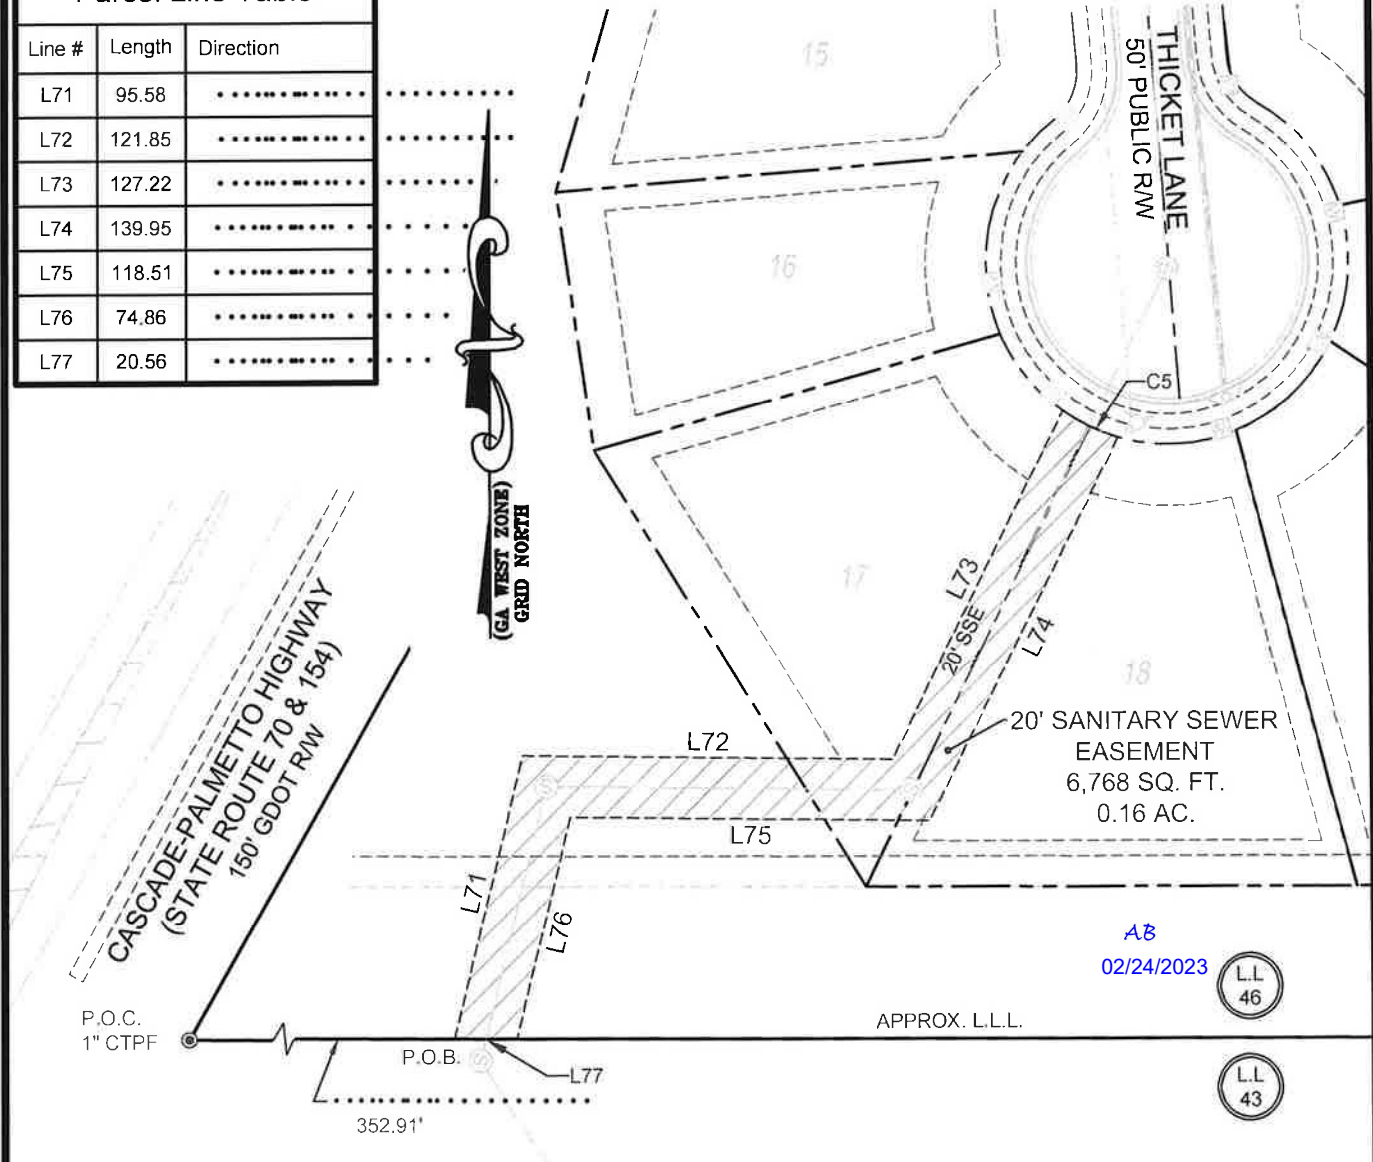 Parcel Line Table
Line # Length Direction
L71 95.58
L72 121.85
L73 127.22
L74 139.95
L75 118.51
L76 74.86
L77 20.56
(GA WEST ZONE)
GRID NORTH
15
16
17
18
THICKET LANE
50' PUBLIC R/W
C5
L73
20' SSE
L74
20' SANITARY SEWER
EASEMENT
6,768 SQ. FT.
0.16 AC.
L72
L75
L71
L76
CASCADE-PALMETTO HIGHWAY
(STATE ROUTE 70 & 154)
150' GDOT R/W
AB
02/24/2023
L.L
46
APPROX. L.L.L.
P.O.C.
1" CTPF
P.O.B.
L77
352.91'
L.L
43